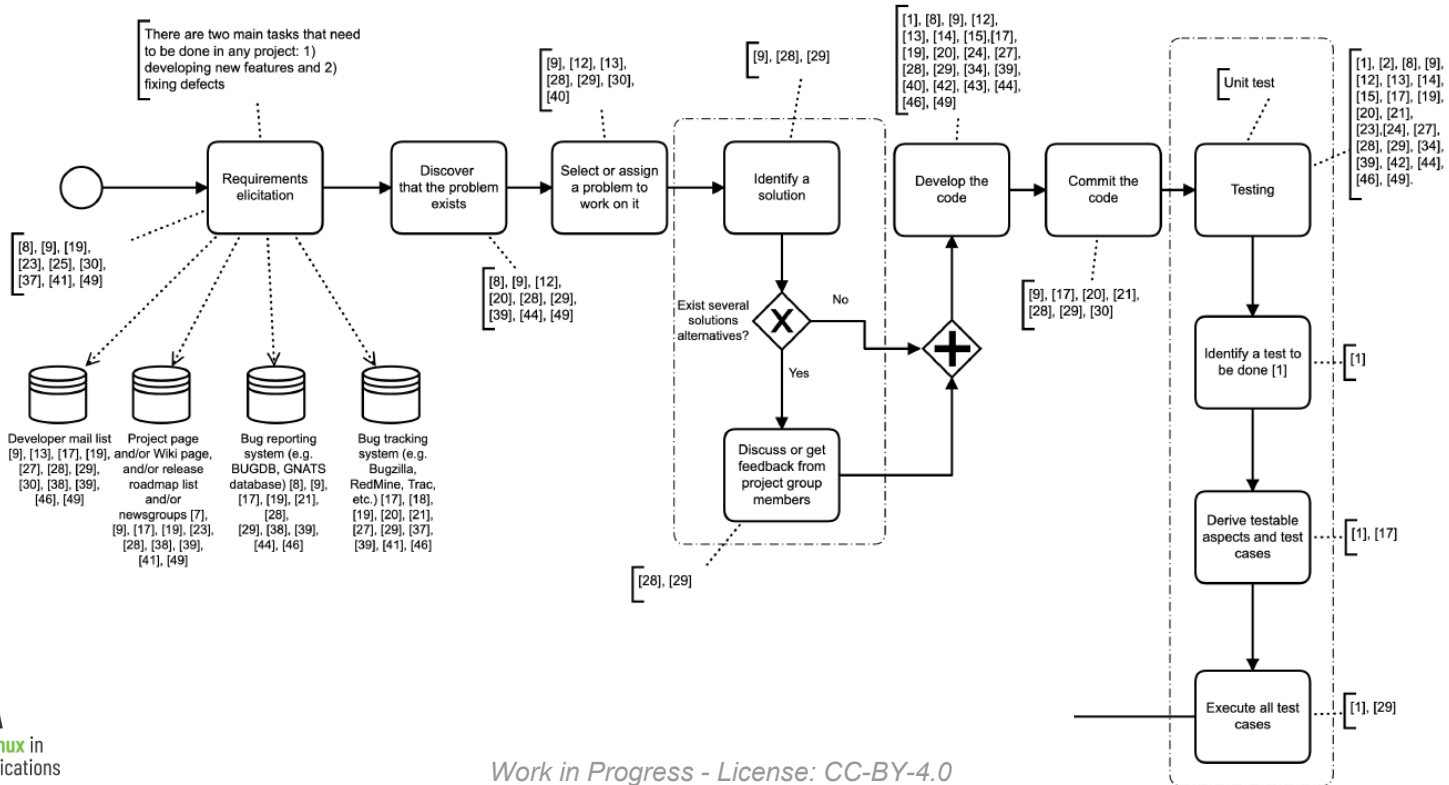 There are two main tasks that need
to be done in any project: 1)
developing new features and 2)
fixing defects
[9], [12], [13],
[28], [29], [30],
[40]
[9], [28], [29]
[1], [8], [9], [12],
[13], [14], [15],[17],
[19], [20], [24], [27],
[28], [29], [34], [39],
[40], [42], [43], [44],
[46], [49]
Unit test
[1], [2], [8], [9],
[12], [13], [14],
[15], [17], [19],
[20], [21],
[23],[24], [27],
[28], [29], [34],
[39], [42], [44],
[46], [49].
Requirements
elicitation
Discover
that the problem
exists
Select or assign
a problem to
work on it
Identify a
solution
Develop the
code
Commit the
code
Testing
[8], [9], [19],
[23], [25], [30],
[37], [41], [49]
[8], [9], [12],
[20], [28], [29],
[39], [44], [49]
Exist several
solutions
alternatives?
X
No
Yes
[9], [17], [20], [21],
[28], [29], [30]
Identify a test to
be done [1]
[1]
Developer mail list
[9], [13], [17], [19],
[27], [28], [29],
[30], [38], [39],
[46], [49]
Project page
and/or Wiki page,
and/or release
roadmap list
and/or
newsgroups [7],
[9], [17], [19], [23],
[28], [38], [39],
[41], [49]
Bug reporting
system (e.g.
BUGDB, GNATS
database) [8], [9],
[17], [19], [21],
[28],
[29], [38], [39],
[44], [46]
Bug tracking
system (e.g.
Bugzilla,
RedMine, Trac,
etc.) [17], [18],
[19], [20], [21],
[27], [29], [37],
[39], [41], [46]
Discuss or get
feedback from
project group
members
[28], [29]
Derive testable
aspects and test
cases
[1], [17]
Execute all test
cases
[1], [29]
nux in
ications
Work in Progress - License: CC-BY-4.0